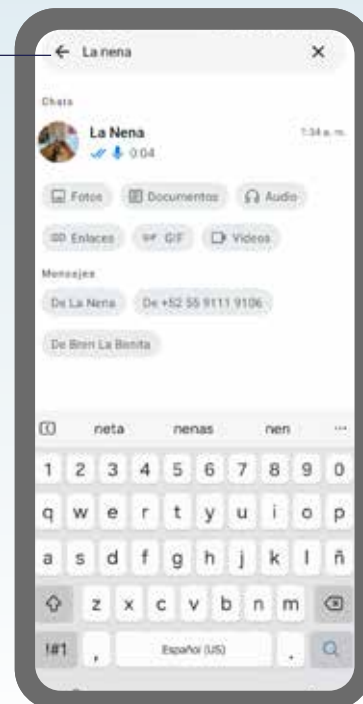 La nena
Chats
La Nena 1:34 a. m.
0:04
Fotos Documentos Audio
Enlaces GIF Videos
Mensajes
De La Nena De +52 55 9111 9106
De Bren La Bonita
neta nenas nen ...
1 2 3 4 5 6 7 8 9 0
q w e r t y u i o p
a s d f g h j k l ñ
z x c v b n m
!#1 , Español (US) .